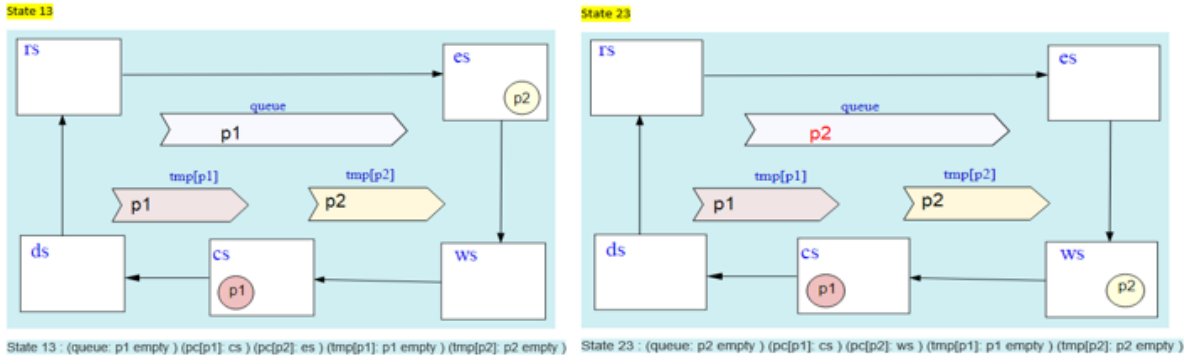 State 13
rs
es
p2
queue
p1
tmp[p1]
tmp[p2]
p1
p2
ds
cs
ws
p1
State 13 : (queue: p1 empty ) (pc[p1]: cs ) (pc[p2]: es ) (tmp[p1]: p1 empty ) (tmp[p2]: p2 empty )
State 23
rs
es
queue
p2
tmp[p1]
tmp[p2]
p1
p2
ds
cs
ws
p1
p2
State 23 : (queue: p2 empty ) (pc[p1]: cs ) (pc[p2]: ws ) (tmp[p1]: p1 empty ) (tmp[p2]: p2 empty )